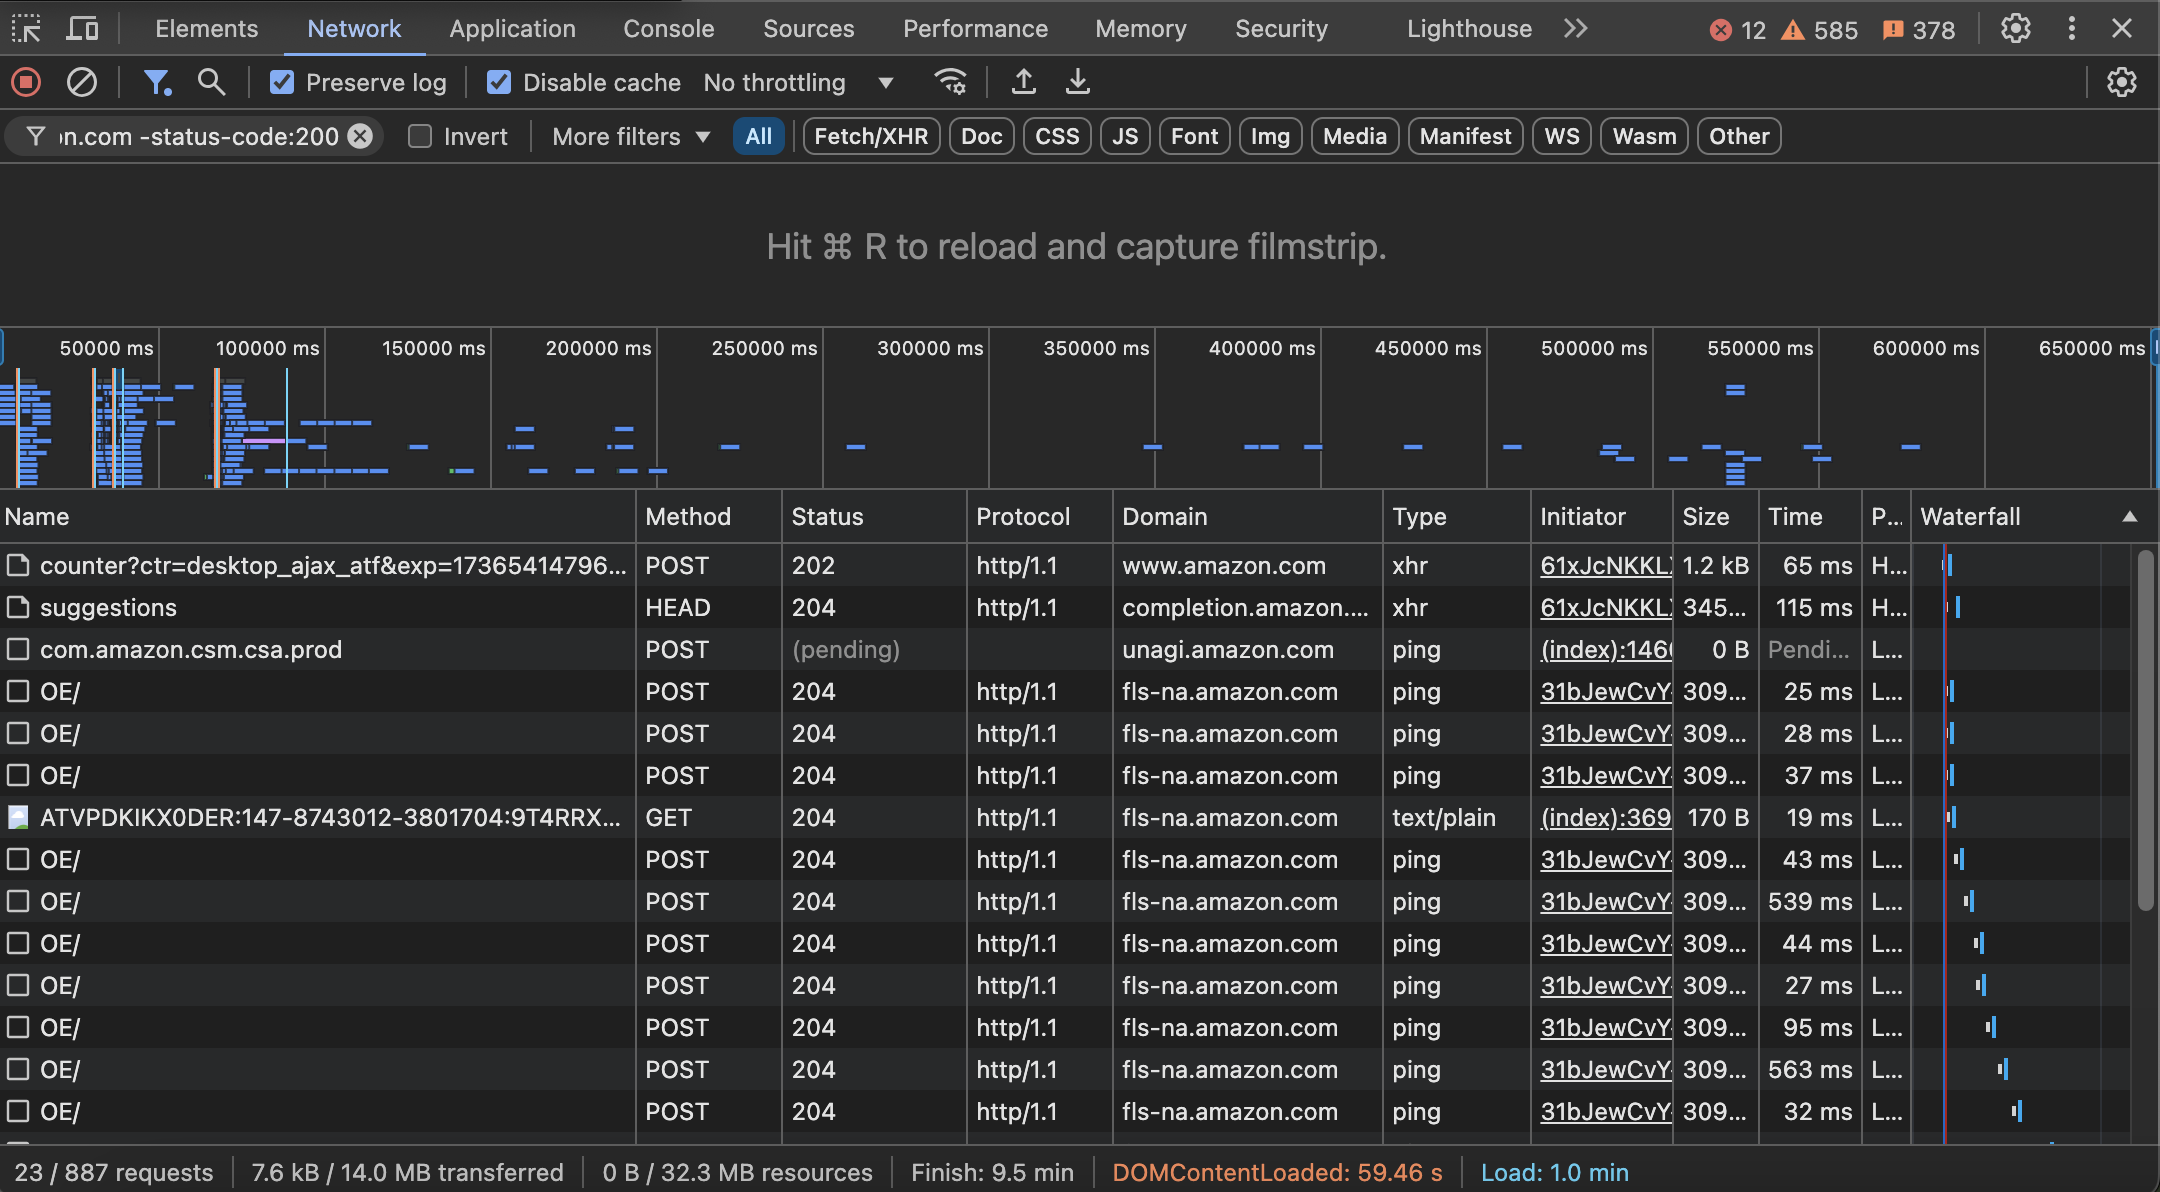 Elements Network Application Console Sources Performance Memory Security Lighthouse 12 585 378
Preserve log Disable cache No throttling
n.com -status-code:200 Invert More filters All Fetch/XHR Doc CSS JS Font Img Media Manifest WS Wasm Other
Hit ⌘ R to reload and capture filmstrip.
50000 ms 100000 ms 150000 ms 200000 ms 250000 ms 300000 ms 350000 ms 400000 ms 450000 ms 500000 ms 550000 ms 600000 ms 650000 ms
Name Method Status Protocol Domain Type Initiator Size Time P... Waterfall
counter?ctr=desktop_ajax_atf&exp=17365414796... POST 202 http/1.1 www.amazon.com xhr 61xJcNKKL 1.2 kB 65 ms H...
suggestions HEAD 204 http/1.1 completion.amazon.... xhr 61xJcNKKL 345... 115 ms H...
com.amazon.csm.csa.prod POST (pending) unagi.amazon.com ping (index):146 0 B Pendi... L...
OE/ POST 204 http/1.1 fls-na.amazon.com ping 31bJewCvY 309... 25 ms L...
OE/ POST 204 http/1.1 fls-na.amazon.com ping 31bJewCvY 309... 28 ms L...
OE/ POST 204 http/1.1 fls-na.amazon.com ping 31bJewCvY 309... 37 ms L...
ATVPDKIKX0DER:147-8743012-3801704:9T4RRX... GET 204 http/1.1 fls-na.amazon.com text/plain (index):369 170 B 19 ms L...
OE/ POST 204 http/1.1 fls-na.amazon.com ping 31bJewCvY 309... 43 ms L...
OE/ POST 204 http/1.1 fls-na.amazon.com ping 31bJewCvY 309... 539 ms L...
OE/ POST 204 http/1.1 fls-na.amazon.com ping 31bJewCvY 309... 44 ms L...
OE/ POST 204 http/1.1 fls-na.amazon.com ping 31bJewCvY 309... 27 ms L...
OE/ POST 204 http/1.1 fls-na.amazon.com ping 31bJewCvY 309... 95 ms L...
OE/ POST 204 http/1.1 fls-na.amazon.com ping 31bJewCvY 309... 563 ms L...
OE/ POST 204 http/1.1 fls-na.amazon.com ping 31bJewCvY 309... 32 ms L...
23 / 887 requests 7.6 kB / 14.0 MB transferred 0 B / 32.3 MB resources Finish: 9.5 min DOMContentLoaded: 59.46 s Load: 1.0 min